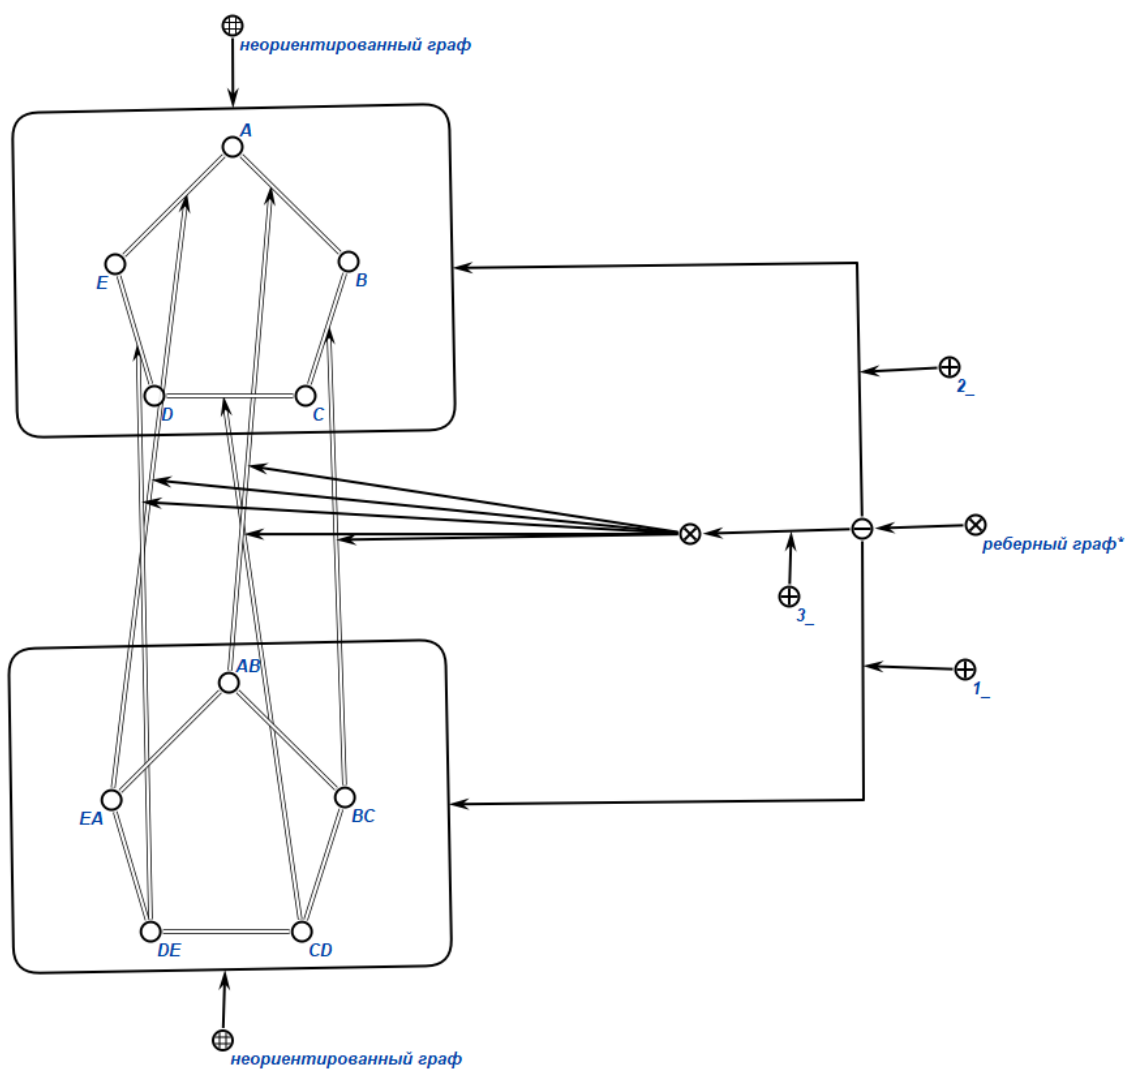 неориентированный граф
A
E
B
D
C
2_
реберный граф*
3_
AB
1_
EA
BC
DE
CD
неориентированный граф